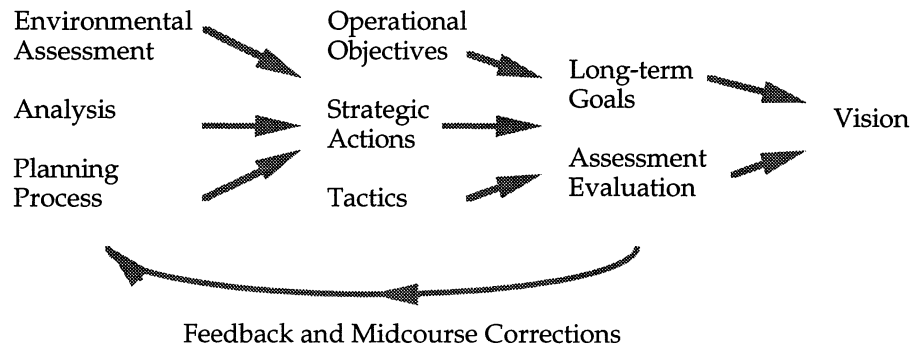 Environmental
Assessment
Analysis
Planning
Process
Operational
Objectives
Strategic
Actions
Tactics
Long-term
Goals
Assessment
Evaluation
Vision
Feedback and Midcourse Corrections